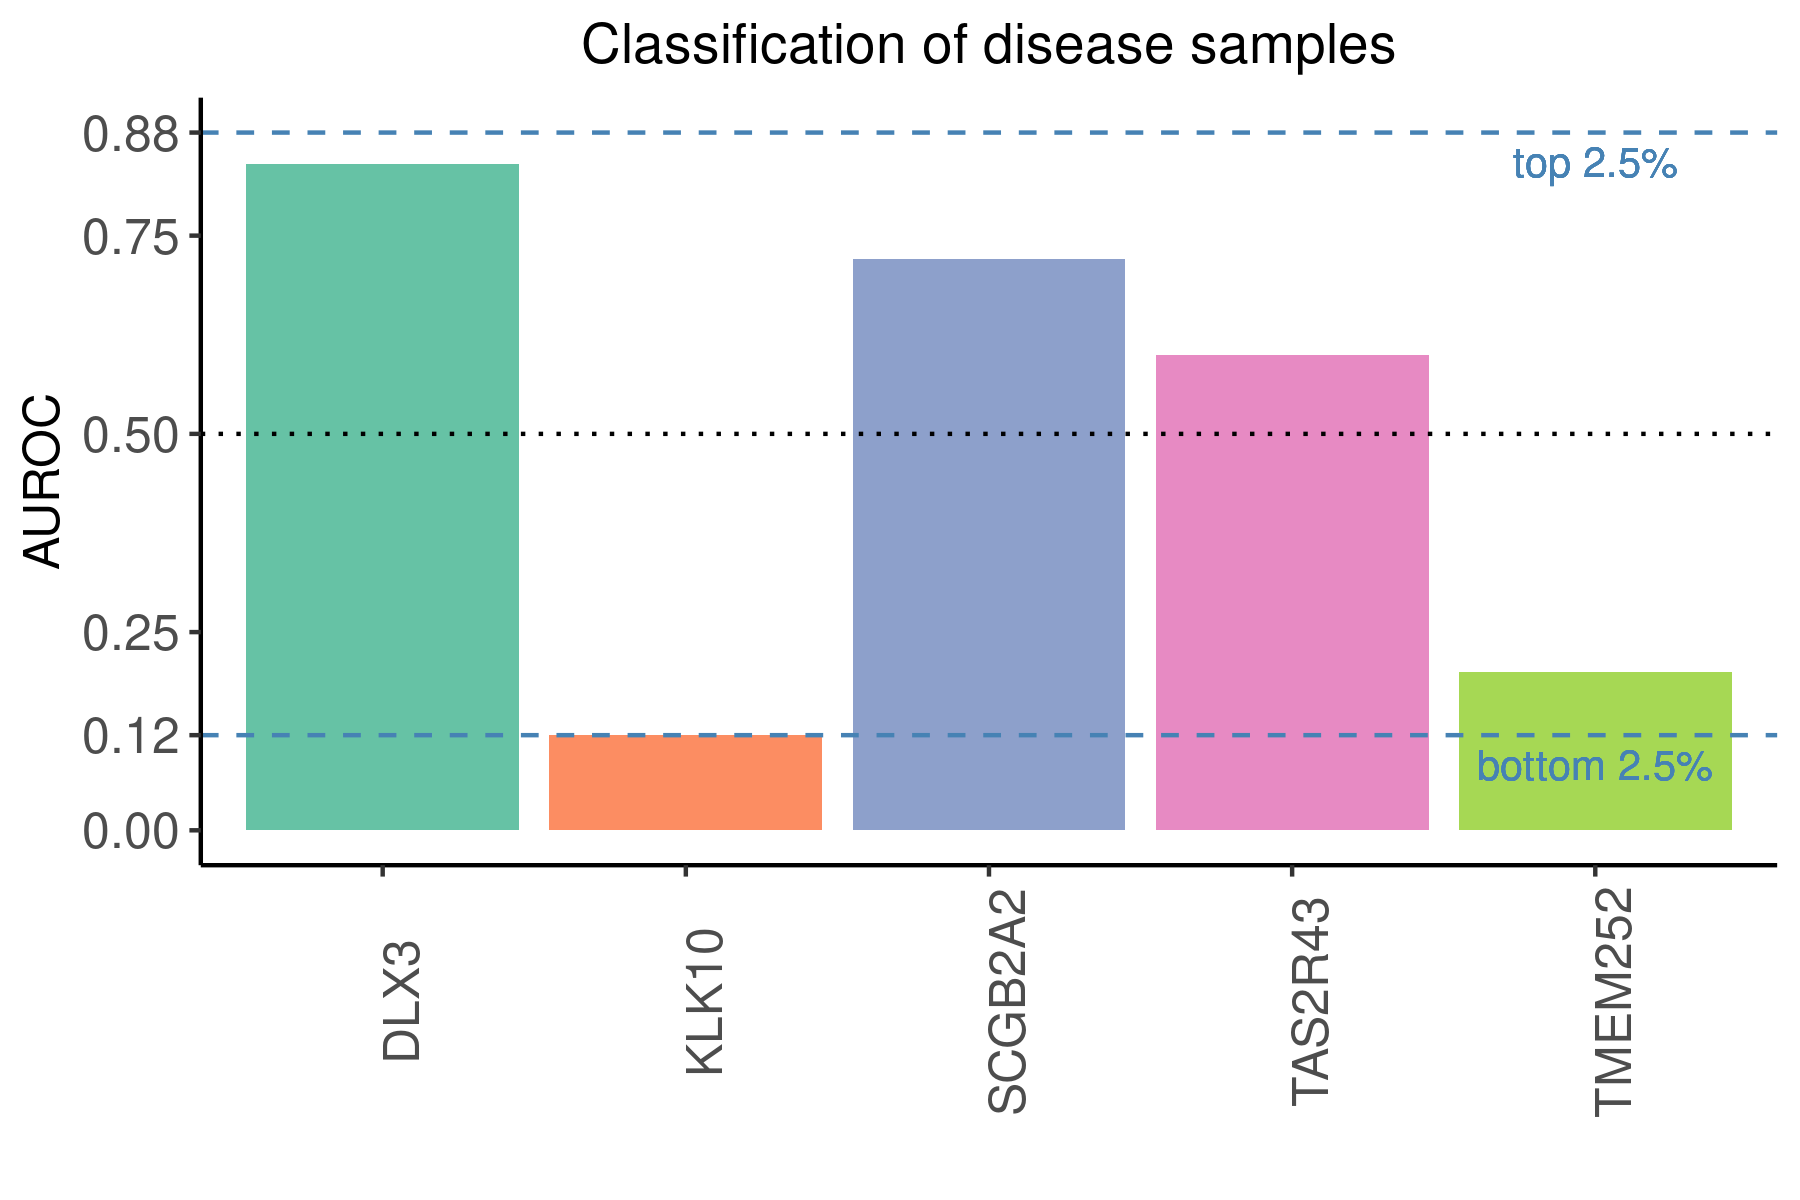 Classification of disease samples
0.88
top 2.5%
0.75
0.50
AUROC
0.25
0.12
bottom 2.5%
0.00
DLX3
KLK10
SCGB2A2
TAS2R43
TMEM252